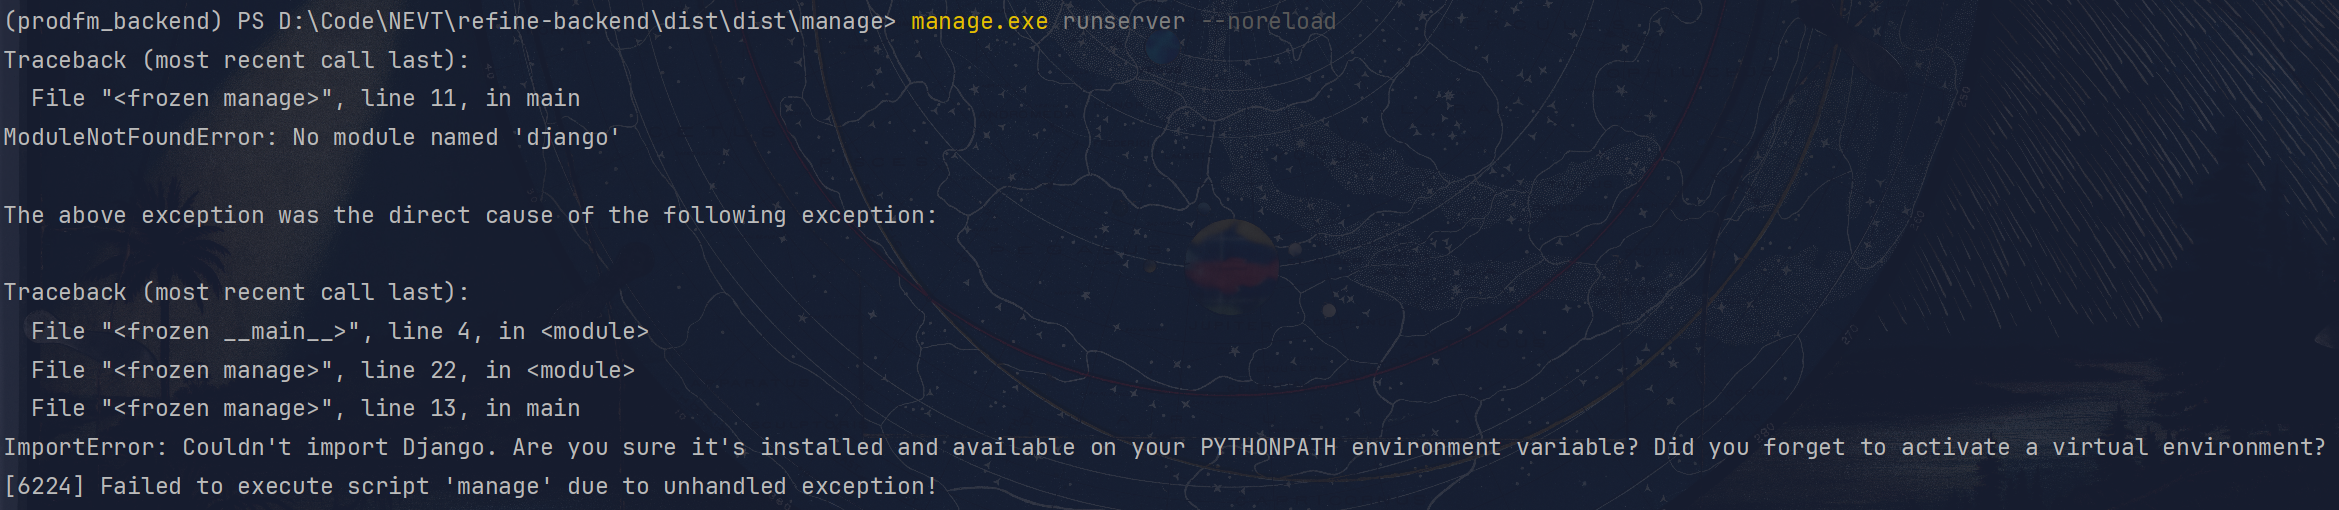 (prodfm_backend) PS D:\Code\NEVT\refine-backend\dist\dist\manage> manage.exe runserver --noreload
Traceback (most recent call last):
  File "<frozen manage>", line 11, in main
ModuleNotFoundError: No module named 'django'

The above exception was the direct cause of the following exception:

Traceback (most recent call last):
  File "<frozen __main__>", line 4, in <module>
  File "<frozen manage>", line 22, in <module>
  File "<frozen manage>", line 13, in main
ImportError: Couldn't import Django. Are you sure it's installed and available on your PYTHONPATH environment variable? Did you forget to activate a virtual environment?
[6224] Failed to execute script 'manage' due to unhandled exception!